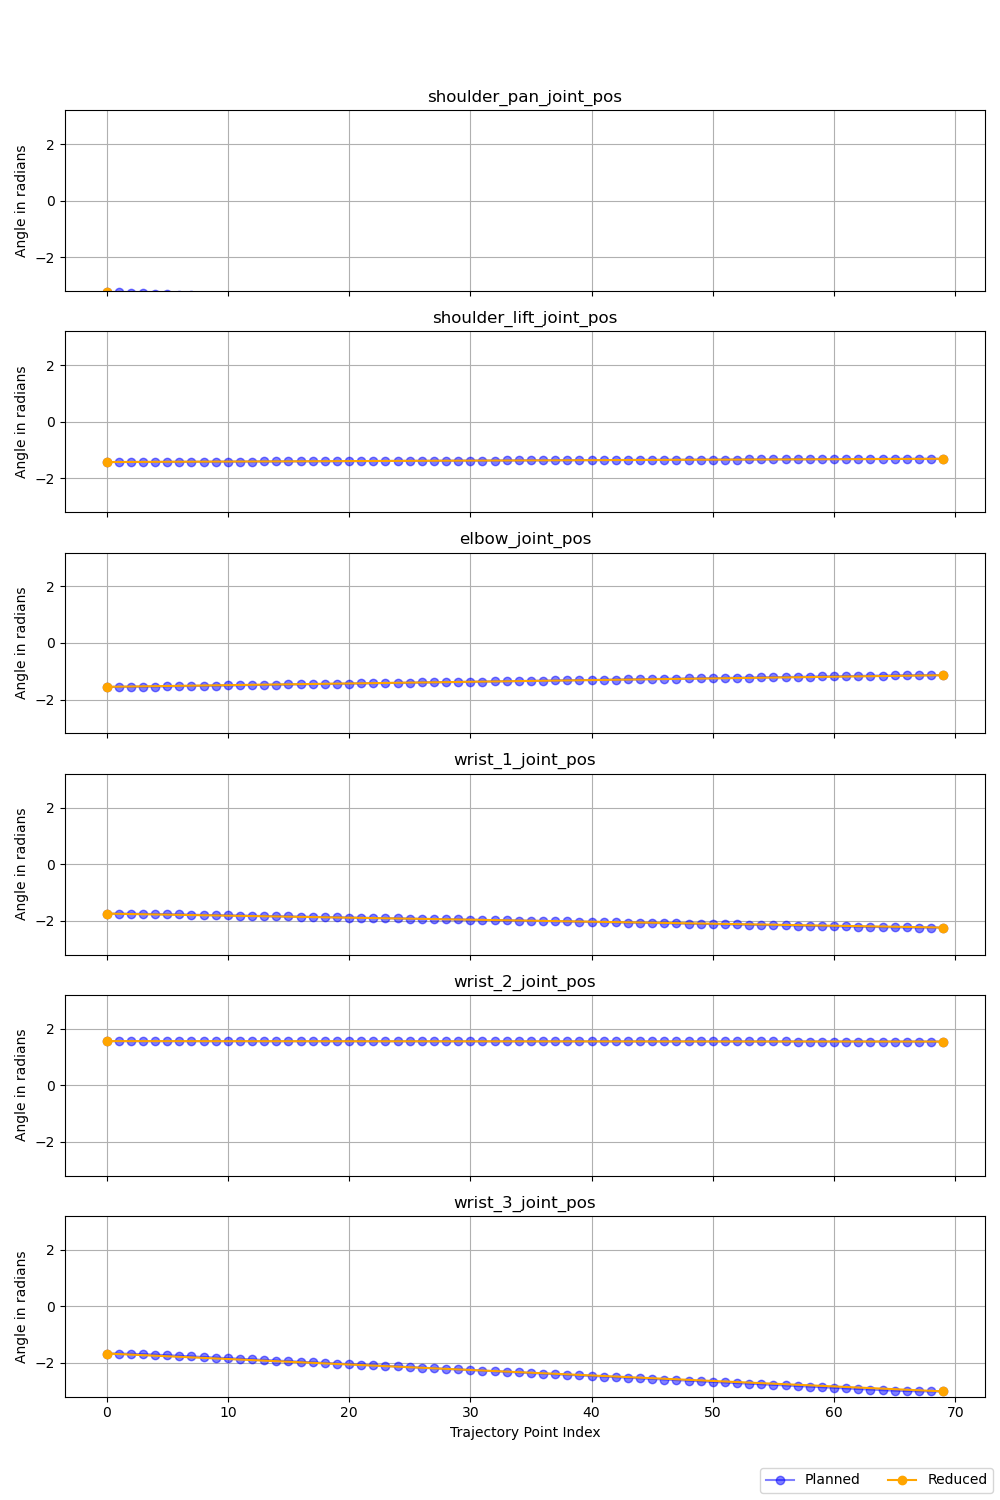 shoulder_pan_joint_pos
Angle in radians
2
0
−2
shoulder_lift_joint_pos
Angle in radians
2
0
−2
elbow_joint_pos
Angle in radians
2
0
−2
wrist_1_joint_pos
Angle in radians
2
0
−2
wrist_2_joint_pos
Angle in radians
2
0
−2
wrist_3_joint_pos
Angle in radians
2
0
−2
0 10 20 30 40 50 60 70
Trajectory Point Index
Planned Reduced